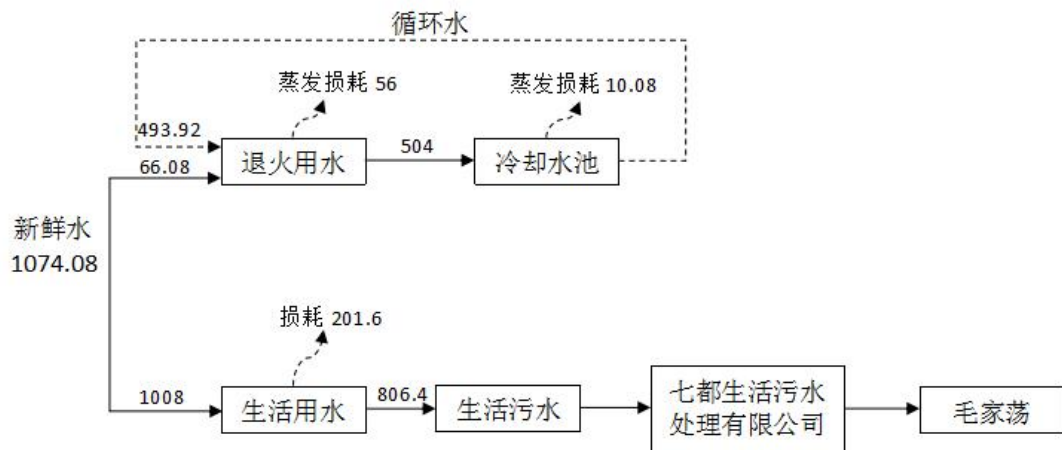 循环水
蒸发损耗 56
蒸发损耗 10.08
493.92
退火用水
504
冷却水池
66.08
新鲜水
1074.08
损耗 201.6
1008
生活用水
806.4
生活污水
七都生活污水
处理有限公司
毛家荡